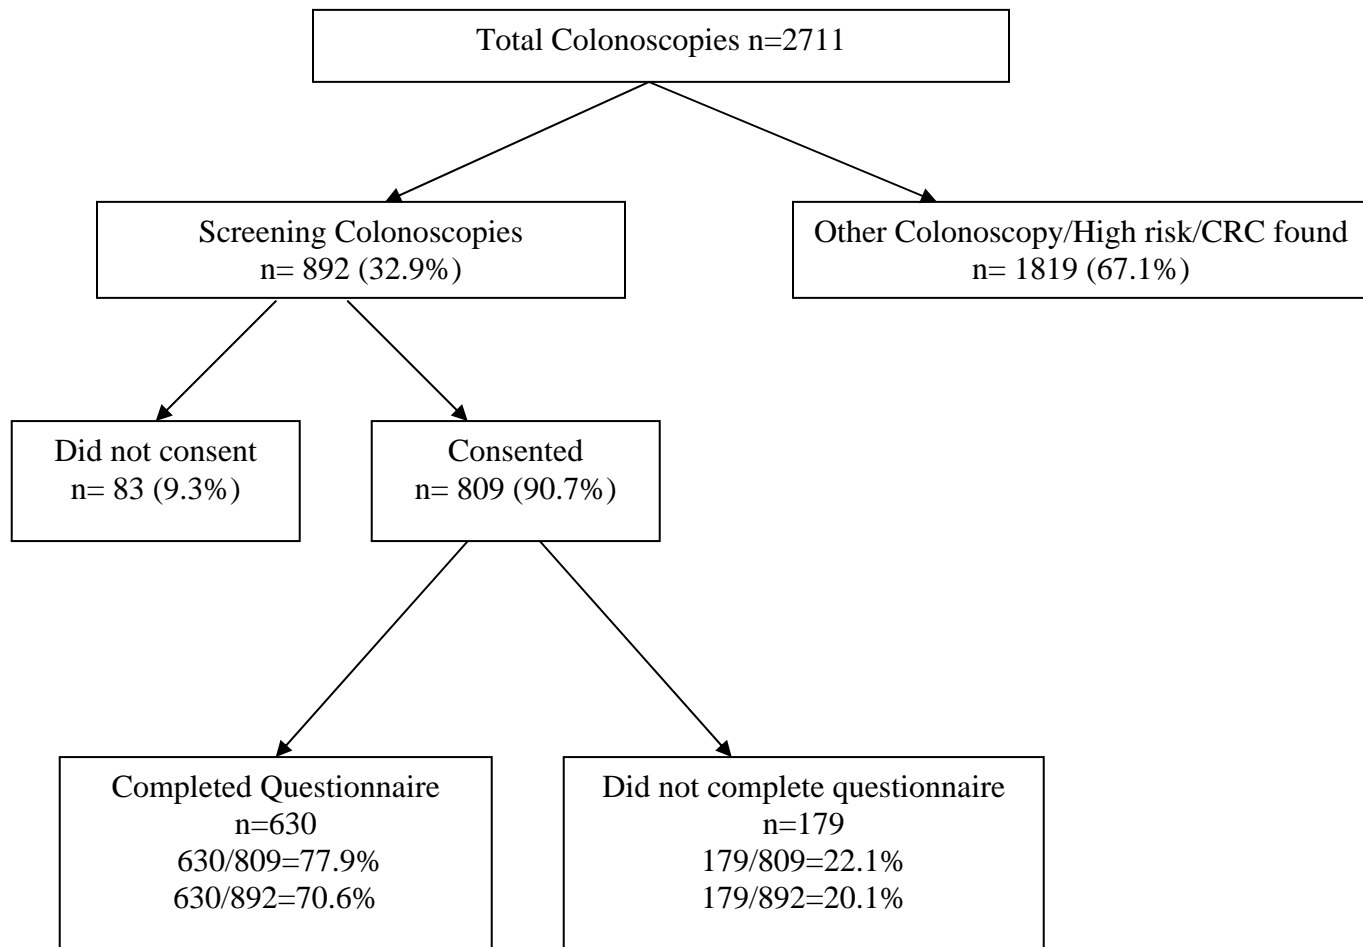 Total Colonoscopies n=2711
Screening Colonoscopies
n= 892 (32.9%)
Other Colonoscopy/High risk/CRC found
n= 1819 (67.1%)
Did not consent
n= 83 (9.3%)
Consented
n= 809 (90.7%)
Completed Questionnaire
n=630
630/809=77.9%
630/892=70.6%
Did not complete questionnaire
n=179
179/809=22.1%
179/892=20.1%